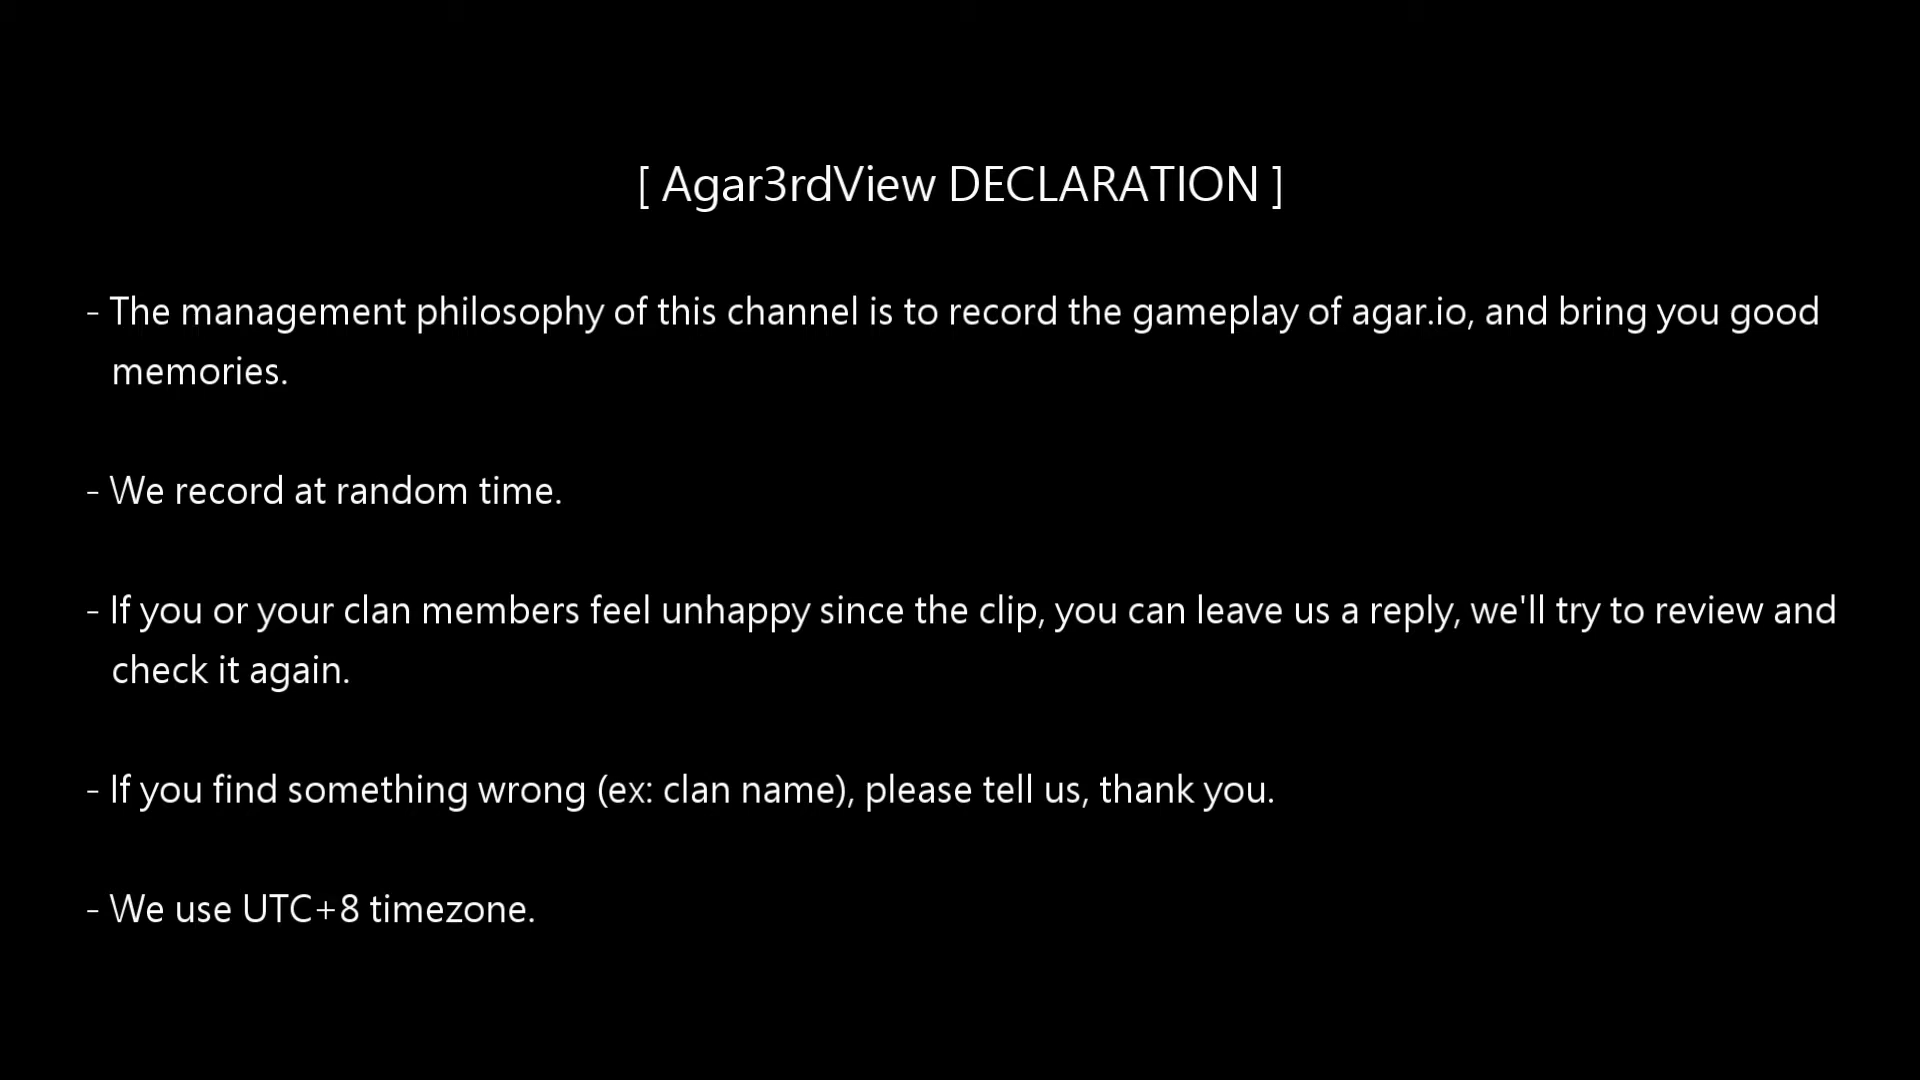 [ Agar3rdView DECLARATION ]
- The management philosophy of this channel is to record the gameplay of agar.io, and bring you good
memories.
- We record at random time.
- If you or your clan members feel unhappy since the clip, you can leave us a reply, we'll try to review and
check it again.
- If you find something wrong (ex: clan name), please tell us, thank you.
- We use UTC+8 timezone.